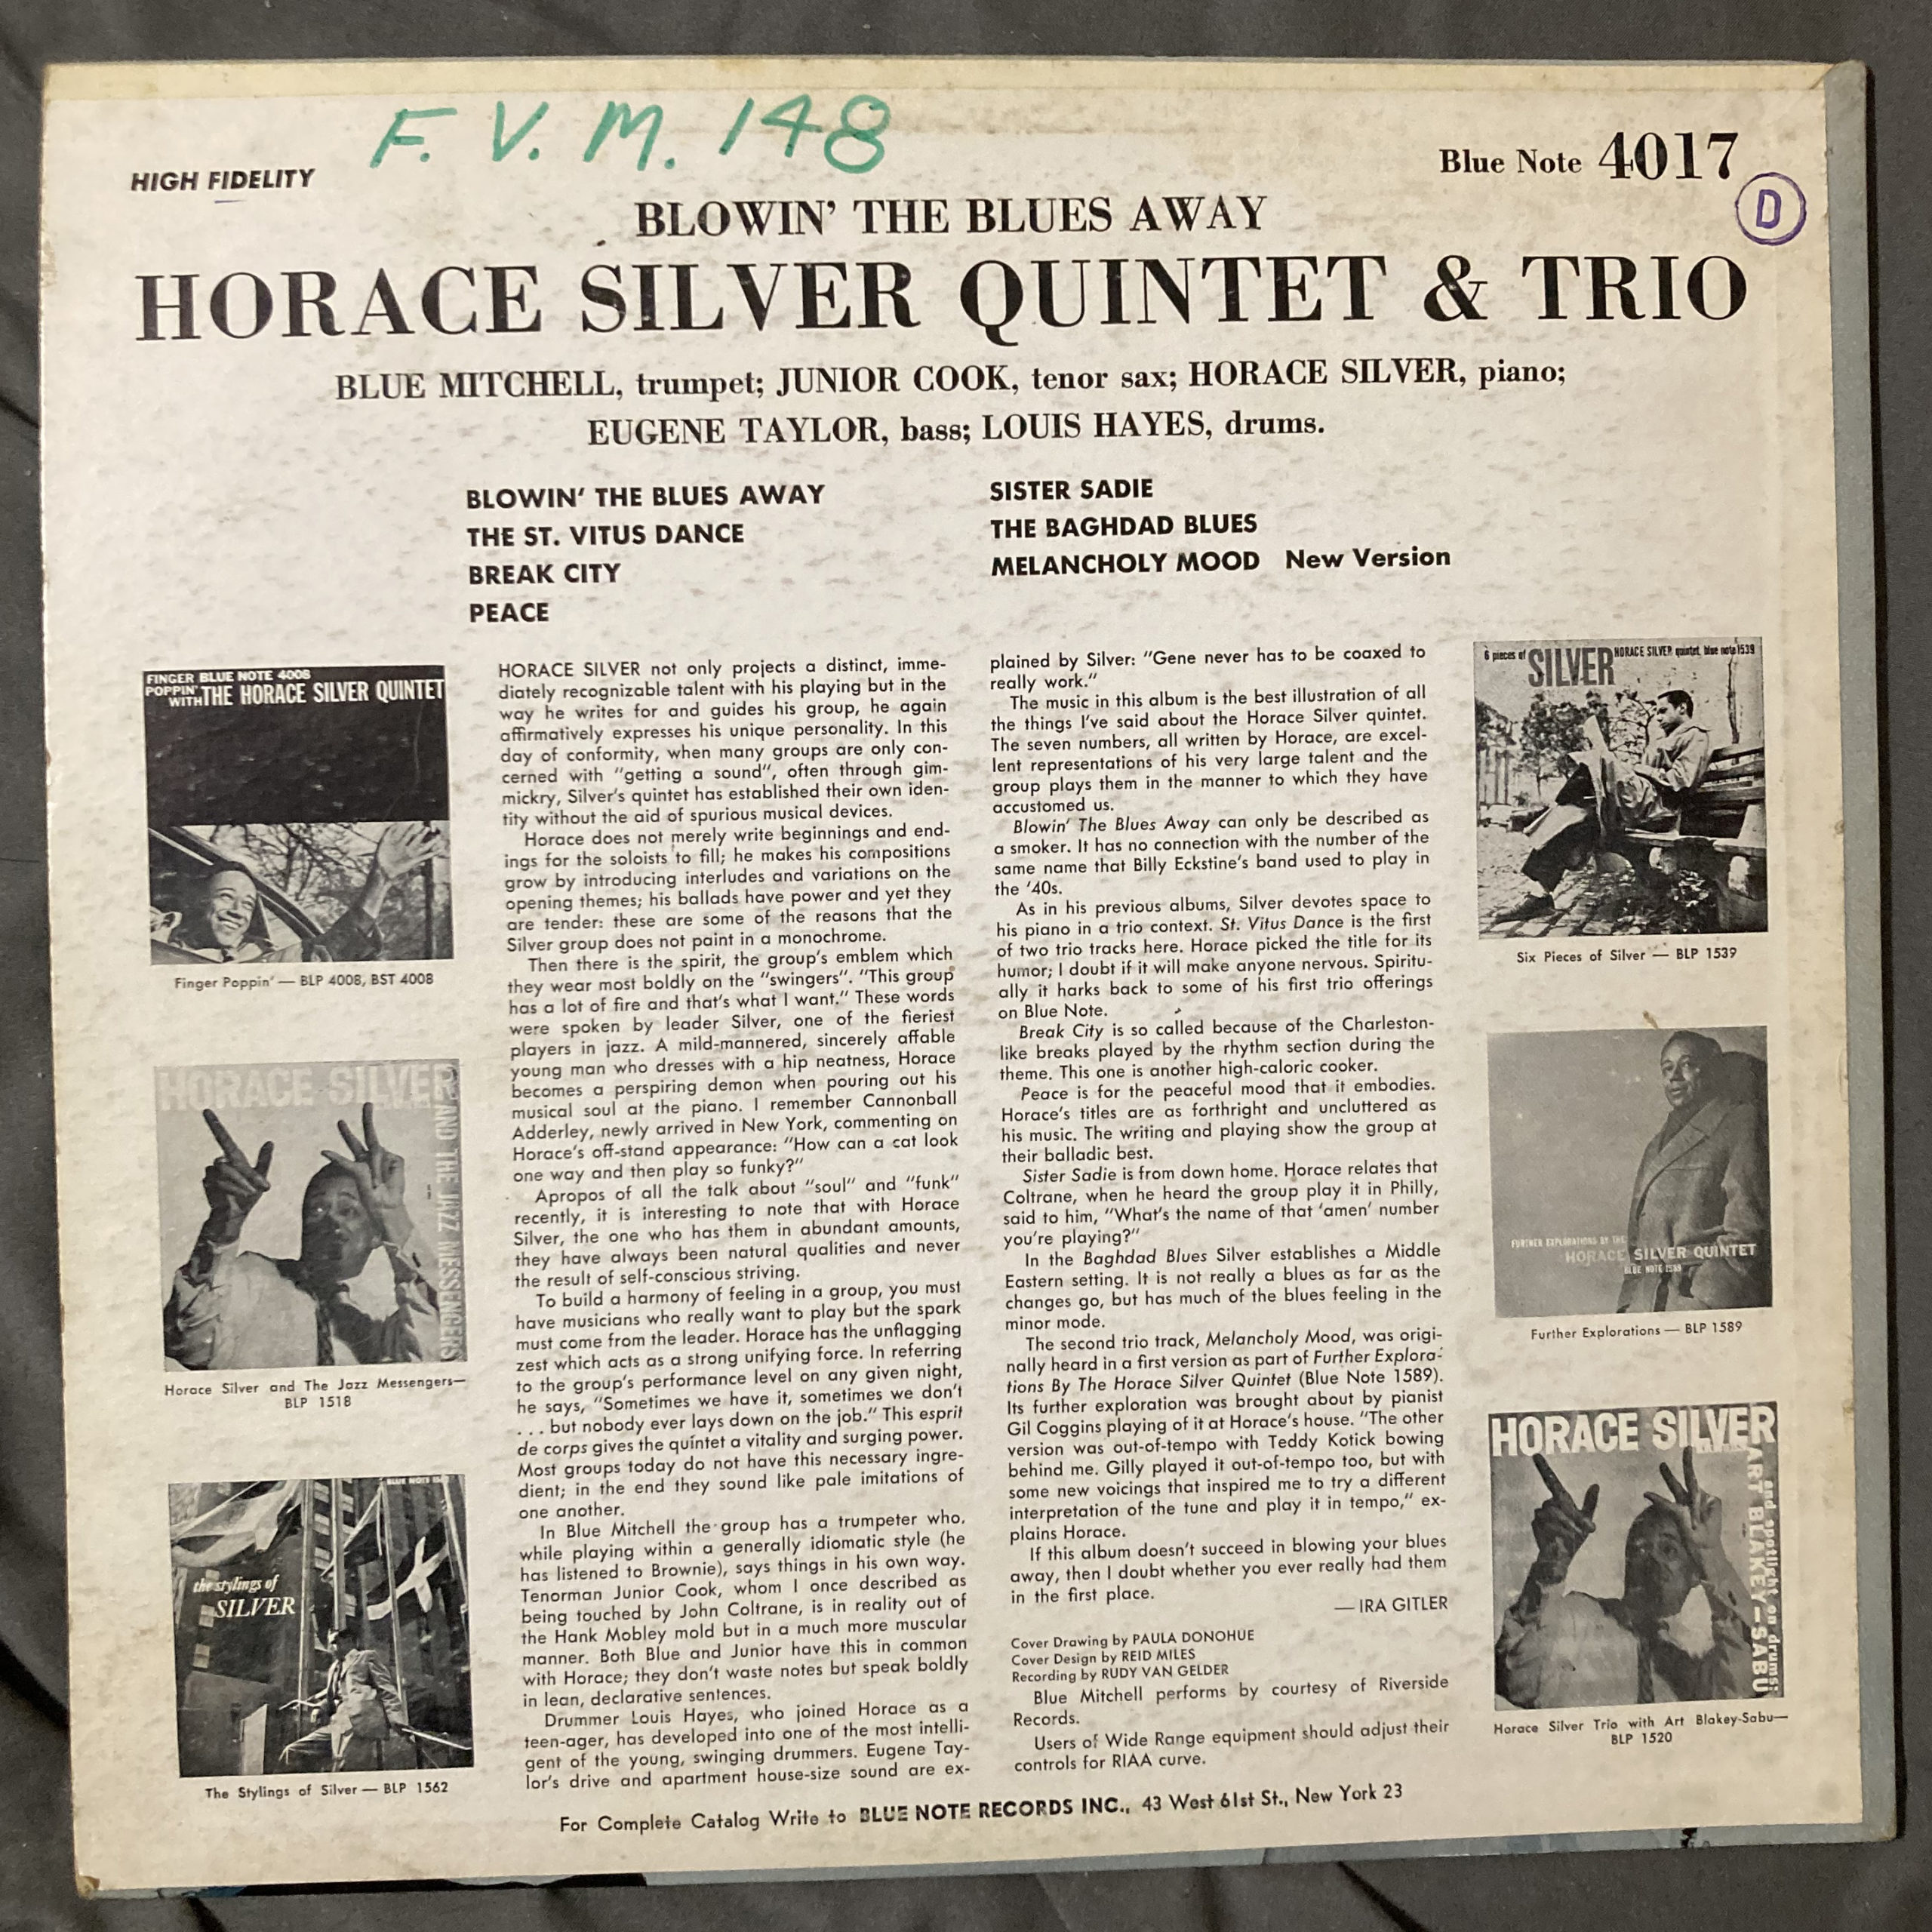 F. V. M. 148
HIGH FIDELITY
Blue Note 4017
D
BLOWIN' THE BLUES AWAY
HORACE SILVER QUINTET & TRIO
BLUE MITCHELL, trumpet; JUNIOR COOK, tenor sax; HORACE SILVER, piano;
EUGENE TAYLOR, bass; LOUIS HAYES, drums.
BLOWIN' THE BLUES AWAY
THE ST. VITUS DANCE
BREAK CITY
PEACE
SISTER SADIE
THE BAGHDAD BLUES
MELANCHOLY MOOD New Version
FINGER BLUE NOTE 4008
POPPIN'
WITH THE HORACE SILVER QUINTET
Finger Poppin' — BLP 4008, BST 4008
HORACE SILVER
AND THE JAZZ MESSENGERS
Horace Silver and The Jazz Messengers—
BLP 1518
the stylings of
SILVER
The Stylings of Silver — BLP 1562
HORACE SILVER not only projects a distinct, imme-
diately recognizable talent with his playing but in the
way he writes for and guides his group, he again
affirmatively expresses his unique personality. In this
day of conformity, when many groups are only con-
cerned with "getting a sound", often through gim-
mickry, Silver's quintet has established their own iden-
tity without the aid of spurious musical devices.
Horace does not merely write beginnings and end-
ings for the soloists to fill; he makes his compositions
grow by introducing interludes and variations on the
opening themes; his ballads have power and yet they
are tender: these are some of the reasons that the
Silver group does not paint in a monochrome.
Then there is the spirit, the group's emblem which
they wear most boldly on the "swingers". "This group
has a lot of fire and that's what I want." These words
were spoken by leader Silver, one of the fieriest
players in jazz. A mild-mannered, sincerely affable
young man who dresses with a hip neatness, Horace
becomes a perspiring demon when pouring out his
musical soul at the piano. I remember Cannonball
Adderley, newly arrived in New York, commenting on
Horace's off-stand appearance: "How can a cat look
one way and then play so funky?"
Apropos of all the talk about "soul" and "funk"
recently, it is interesting to note that with Horace
Silver, the one who has them in abundant amounts,
they have always been natural qualities and never
the result of self-conscious striving.
To build a harmony of feeling in a group, you must
have musicians who really want to play but the spark
must come from the leader. Horace has the unflagging
zest which acts as a strong unifying force. In referring
to the group's performance level on any given night,
he says, "Sometimes we have it, sometimes we don't
. . . but nobody ever lays down on the job." This esprit
de corps gives the quintet a vitality and surging power.
Most groups today do not have this necessary ingre-
dient; in the end they sound like pale imitations of
one another.
In Blue Mitchell the group has a trumpeter who,
while playing within a generally idiomatic style (he
has listened to Brownie), says things in his own way.
Tenorman Junior Cook, whom I once described as
being touched by John Coltrane, is in reality out of
the Hank Mobley mold but in a much more muscular
manner. Both Blue and Junior have this in common
with Horace; they don't waste notes but speak boldly
in lean, declarative sentences.
Drummer Louis Hayes, who joined Horace as a
teen-ager, has developed into one of the most intelli-
gent of the young, swinging drummers. Eugene Tay-
lor's drive and apartment house-size sound are ex-
plained by Silver: "Gene never has to be coaxed to
really work."
The music in this album is the best illustration of all
the things I've said about the Horace Silver quintet.
The seven numbers, all written by Horace, are excel-
lent representations of his very large talent and the
group plays them in the manner to which they have
accustomed us.
Blowin' The Blues Away can only be described as
a smoker. It has no connection with the number of the
same name that Billy Eckstine's band used to play in
the '40s.
As in his previous albums, Silver devotes space to
his piano in a trio context. St. Vitus Dance is the first
of two trio tracks here. Horace picked the title for its
humor; I doubt if it will make anyone nervous. Spiritu-
ally it harks back to some of his first trio offerings
on Blue Note.
Break City is so called because of the Charleston-
like breaks played by the rhythm section during the
theme. This one is another high-caloric cooker.
Peace is for the peaceful mood that it embodies.
Horace's titles are as forthright and uncluttered as
his music. The writing and playing show the group at
their balladic best.
Sister Sadie is from down home. Horace relates that
Coltrane, when he heard the group play it in Philly,
said to him, "What's the name of that 'amen' number
you're playing?"
In the Baghdad Blues Silver establishes a Middle
Eastern setting. It is not really a blues as far as the
changes go, but has much of the blues feeling in the
minor mode.
The second trio track, Melancholy Mood, was origi-
nally heard in a first version as part of Further Explora-
tions By The Horace Silver Quintet (Blue Note 1589).
Its further exploration was brought about by pianist
Gil Coggins playing of it at Horace's house. "The other
version was out-of-tempo with Teddy Kotick bowing
behind me. Gilly played it out-of-tempo too, but with
some new voicings that inspired me to try a different
interpretation of the tune and play it in tempo," ex-
plains Horace.
If this album doesn't succeed in blowing your blues
away, then I doubt whether you ever really had them
in the first place.
— IRA GITLER
Cover Drawing by PAULA DONOHUE
Cover Design by REID MILES
Recording by RUDY VAN GELDER
Blue Mitchell performs by courtesy of Riverside
Records.
Users of Wide Range equipment should adjust their
controls for RIAA curve.
6 pieces of SILVER HORACE SILVER quintet, blue note 1539
Six Pieces of Silver — BLP 1539
FURTHER EXPLORATIONS BY THE
HORACE SILVER QUINTET
BLUE NOTE 1589
Further Explorations — BLP 1589
HORACE SILVER
and spotlight on drums:
ART BLAKEY—SABU
Horace Silver Trio with Art Blakey-Sabu—
BLP 1520
For Complete Catalog Write to BLUE NOTE RECORDS INC., 43 West 61st St., New York 23